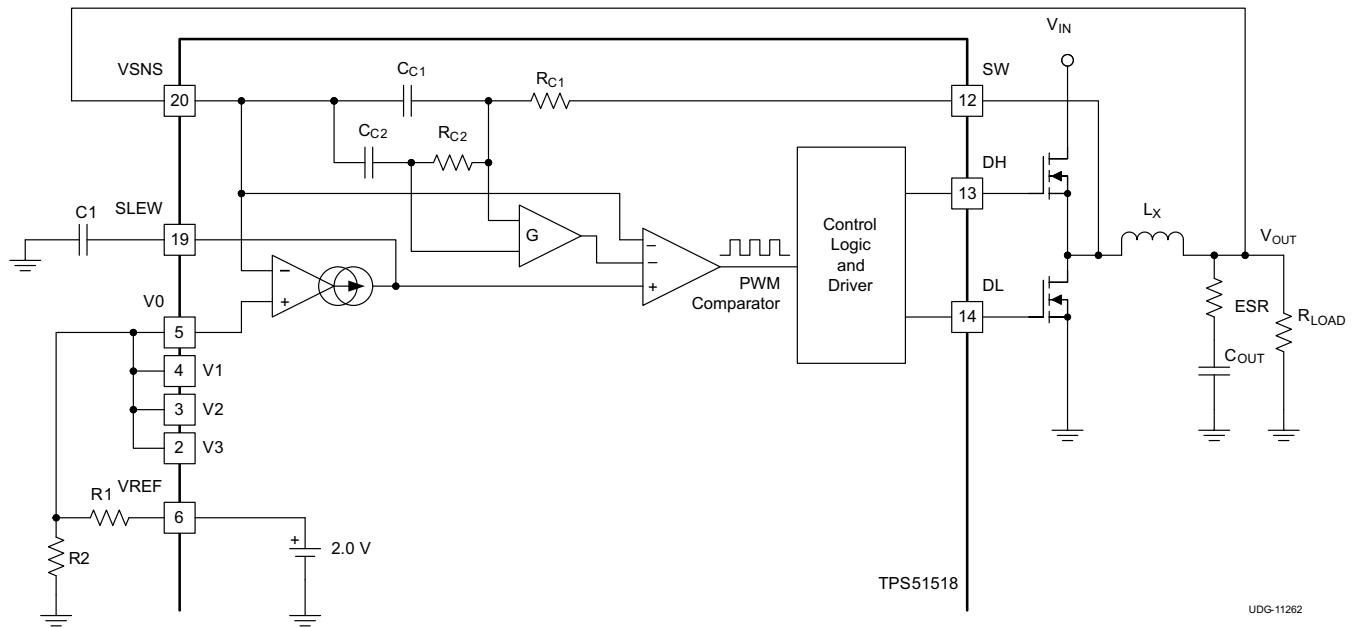 VIN
VSNS
CC1
RC1
SW
20
12
CC2
RC2
DH
13
C1
SLEW
19
G
Control
Logic
and
Driver
LX
VOUT
−
+
−
−
+
PWM
Comparator
DL
14
V0
5
ESR
RLOAD
4
V1
COUT
3
V2
2
V3
R1
VREF
6
R2
+
2.0 V
TPS51518
UDG-11262